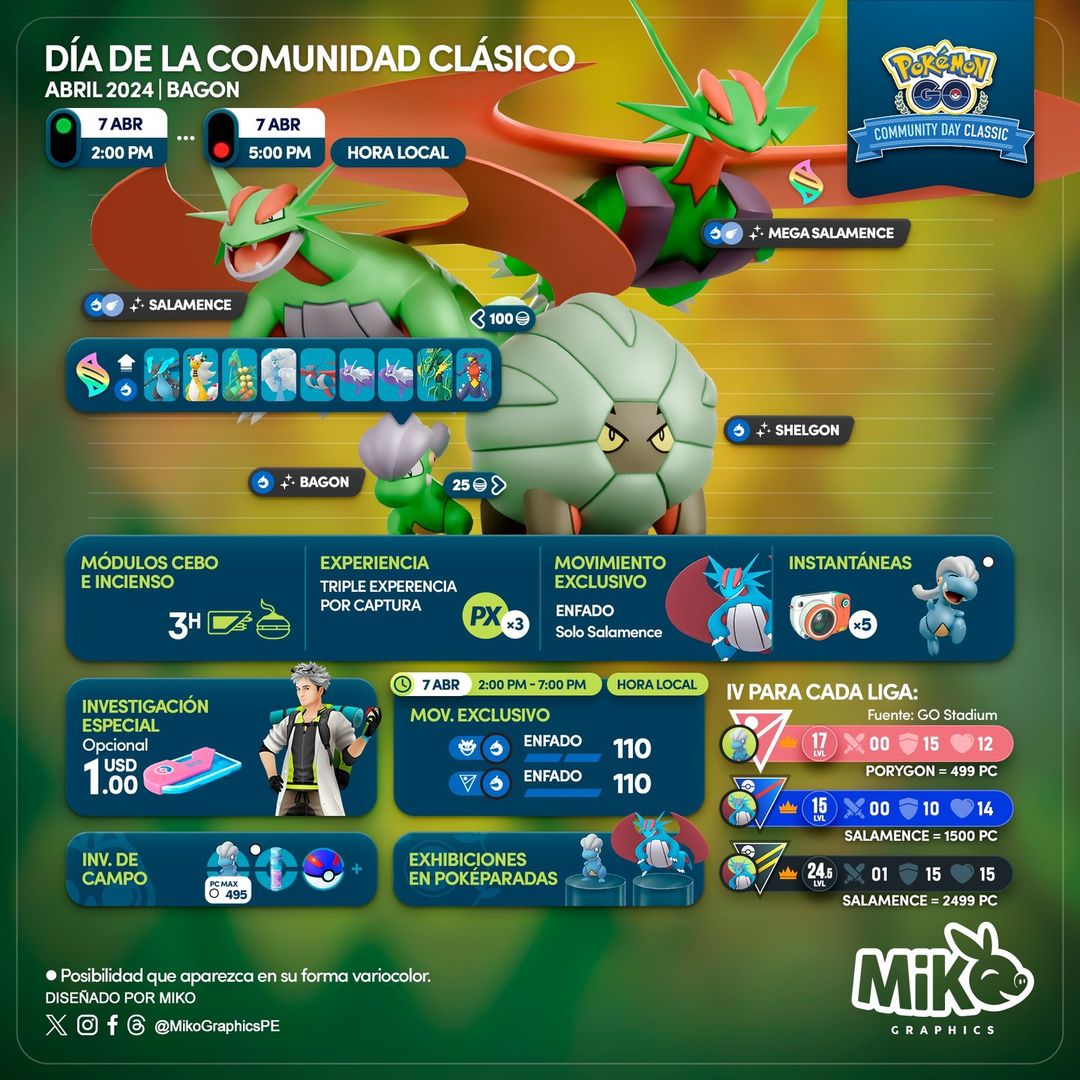 DÍA DE LA COMUNIDAD CLÁSICO
ABRIL 2024 | BAGON
7 ABR
2:00 PM
...
7 ABR
5:00 PM
HORA LOCAL
POKÉMON
GO
COMMUNITY DAY CLASSIC
MEGA SALAMENCE
SALAMENCE
100
SHELGON
BAGON
25
MÓDULOS CEBO
E INCIENSO
3H
EXPERIENCIA
TRIPLE EXPERENCIA
POR CAPTURA
PX
×3
MOVIMIENTO
EXCLUSIVO
ENFADO
Solo Salamence
INSTANTÁNEAS
×5
INVESTIGACIÓN
ESPECIAL
Opcional
1 USD
.00
7 ABR
2:00 PM - 7:00 PM
HORA LOCAL
MOV. EXCLUSIVO
ENFADO
110
ENFADO
110
IV PARA CADA LIGA:
Fuente: GO Stadium
17
LVL
00
15
12
PORYGON = 499 PC
15
LVL
00
10
14
SALAMENCE = 1500 PC
24.5
LVL
01
15
15
SALAMENCE = 2499 PC
INV. DE
CAMPO
PC MAX
495
+
EXHIBICIONES
EN POKÉPARADAS
Posibilidad que aparezca en su forma variocolor.
DISEÑADO POR MIKO
@MikoGraphicsPE
MiKO
GRAPHICS